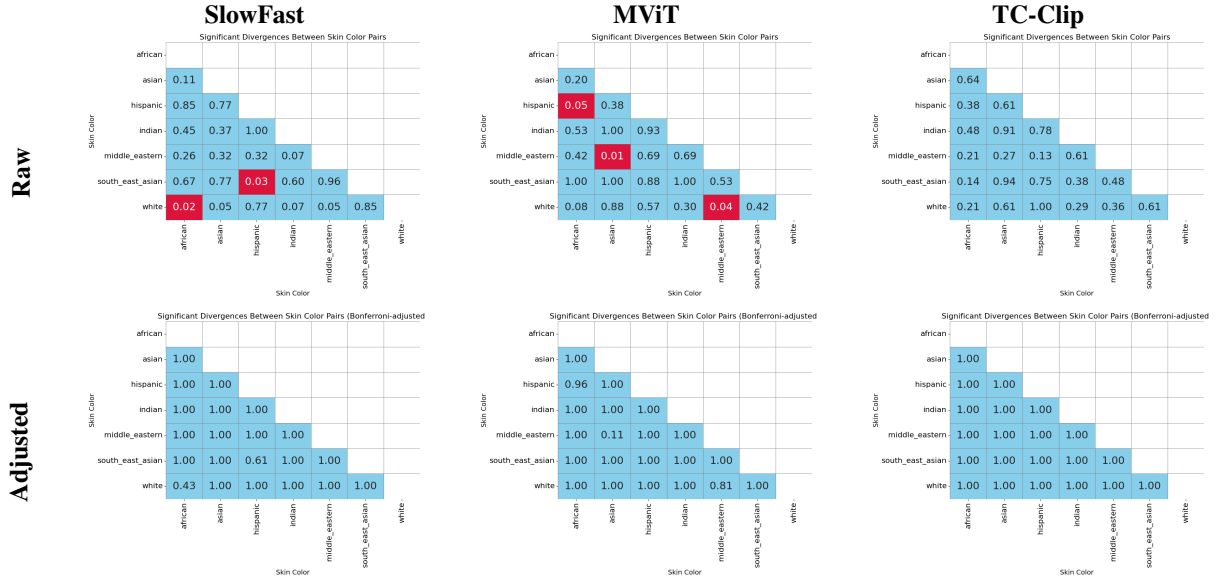 SlowFast
MViT
TC-Clip
Raw
Significant Divergences Between Skin Color Pairs
Skin Color
african
asian 0.11
hispanic 0.85 0.77
indian 0.45 0.37 1.00
middle_eastern 0.26 0.32 0.32 0.07
south_east_asian 0.67 0.77 0.03 0.60 0.96
white 0.02 0.05 0.77 0.07 0.05 0.85
african asian hispanic indian middle_eastern south_east_asian white
Skin Color
Significant Divergences Between Skin Color Pairs
Skin Color
african
asian 0.20
hispanic 0.05 0.38
indian 0.53 1.00 0.93
middle_eastern 0.42 0.01 0.69 0.69
south_east_asian 1.00 1.00 0.88 1.00 0.53
white 0.08 0.88 0.57 0.30 0.04 0.42
african asian hispanic indian middle_eastern south_east_asian white
Skin Color
Significant Divergences Between Skin Color Pairs
Skin Color
african
asian 0.64
hispanic 0.38 0.61
indian 0.48 0.91 0.78
middle_eastern 0.21 0.27 0.13 0.61
south_east_asian 0.14 0.94 0.75 0.38 0.48
white 0.21 0.61 1.00 0.29 0.36 0.61
african asian hispanic indian middle_eastern south_east_asian white
Skin Color
Adjusted
Significant Divergences Between Skin Color Pairs (Bonferroni-adjusted
Skin Color
african
asian 1.00
hispanic 1.00 1.00
indian 1.00 1.00 1.00
middle_eastern 1.00 1.00 1.00 1.00
south_east_asian 1.00 1.00 0.61 1.00 1.00
white 0.43 1.00 1.00 1.00 1.00 1.00
african asian hispanic indian middle_eastern south_east_asian white
Skin Color
Significant Divergences Between Skin Color Pairs (Bonferroni-adjusted
Skin Color
african
asian 1.00
hispanic 0.96 1.00
indian 1.00 1.00 1.00
middle_eastern 1.00 0.11 1.00 1.00
south_east_asian 1.00 1.00 1.00 1.00 1.00
white 1.00 1.00 1.00 1.00 0.81 1.00
african asian hispanic indian middle_eastern south_east_asian white
Skin Color
Significant Divergences Between Skin Color Pairs (Bonferroni-adjusted
Skin Color
african
asian 1.00
hispanic 1.00 1.00
indian 1.00 1.00 1.00
middle_eastern 1.00 1.00 1.00 1.00
south_east_asian 1.00 1.00 1.00 1.00 1.00
white 1.00 1.00 1.00 1.00 1.00 1.00
african asian hispanic indian middle_eastern south_east_asian white
Skin Color